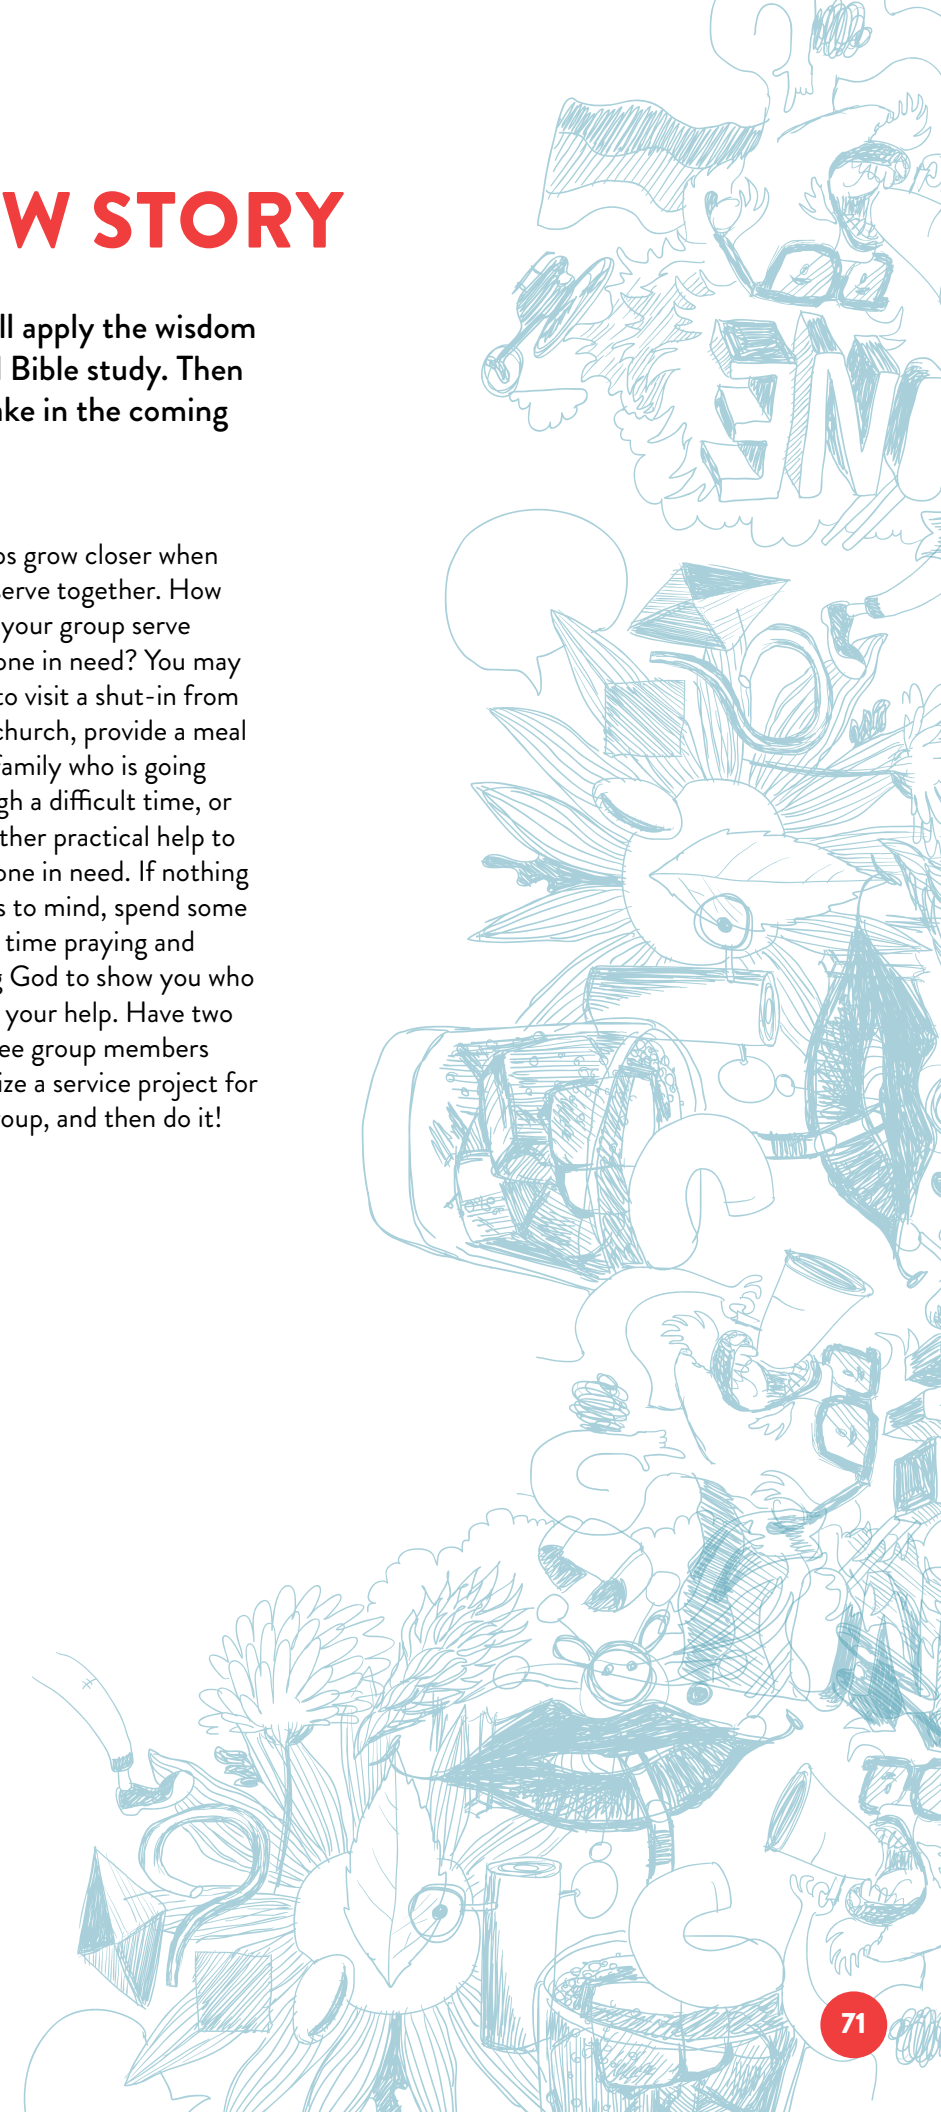 W STORY
ll apply the wisdom
l Bible study. Then
ake in the coming
ps grow closer when
serve together. How
your group serve
one in need? You may
to visit a shut-in from
church, provide a meal
family who is going
gh a difficult time, or
ther practical help to
one in need. If nothing
s to mind, spend some
time praying and
g God to show you who
your help. Have two
ee group members
ize a service project for
oup, and then do it!
71